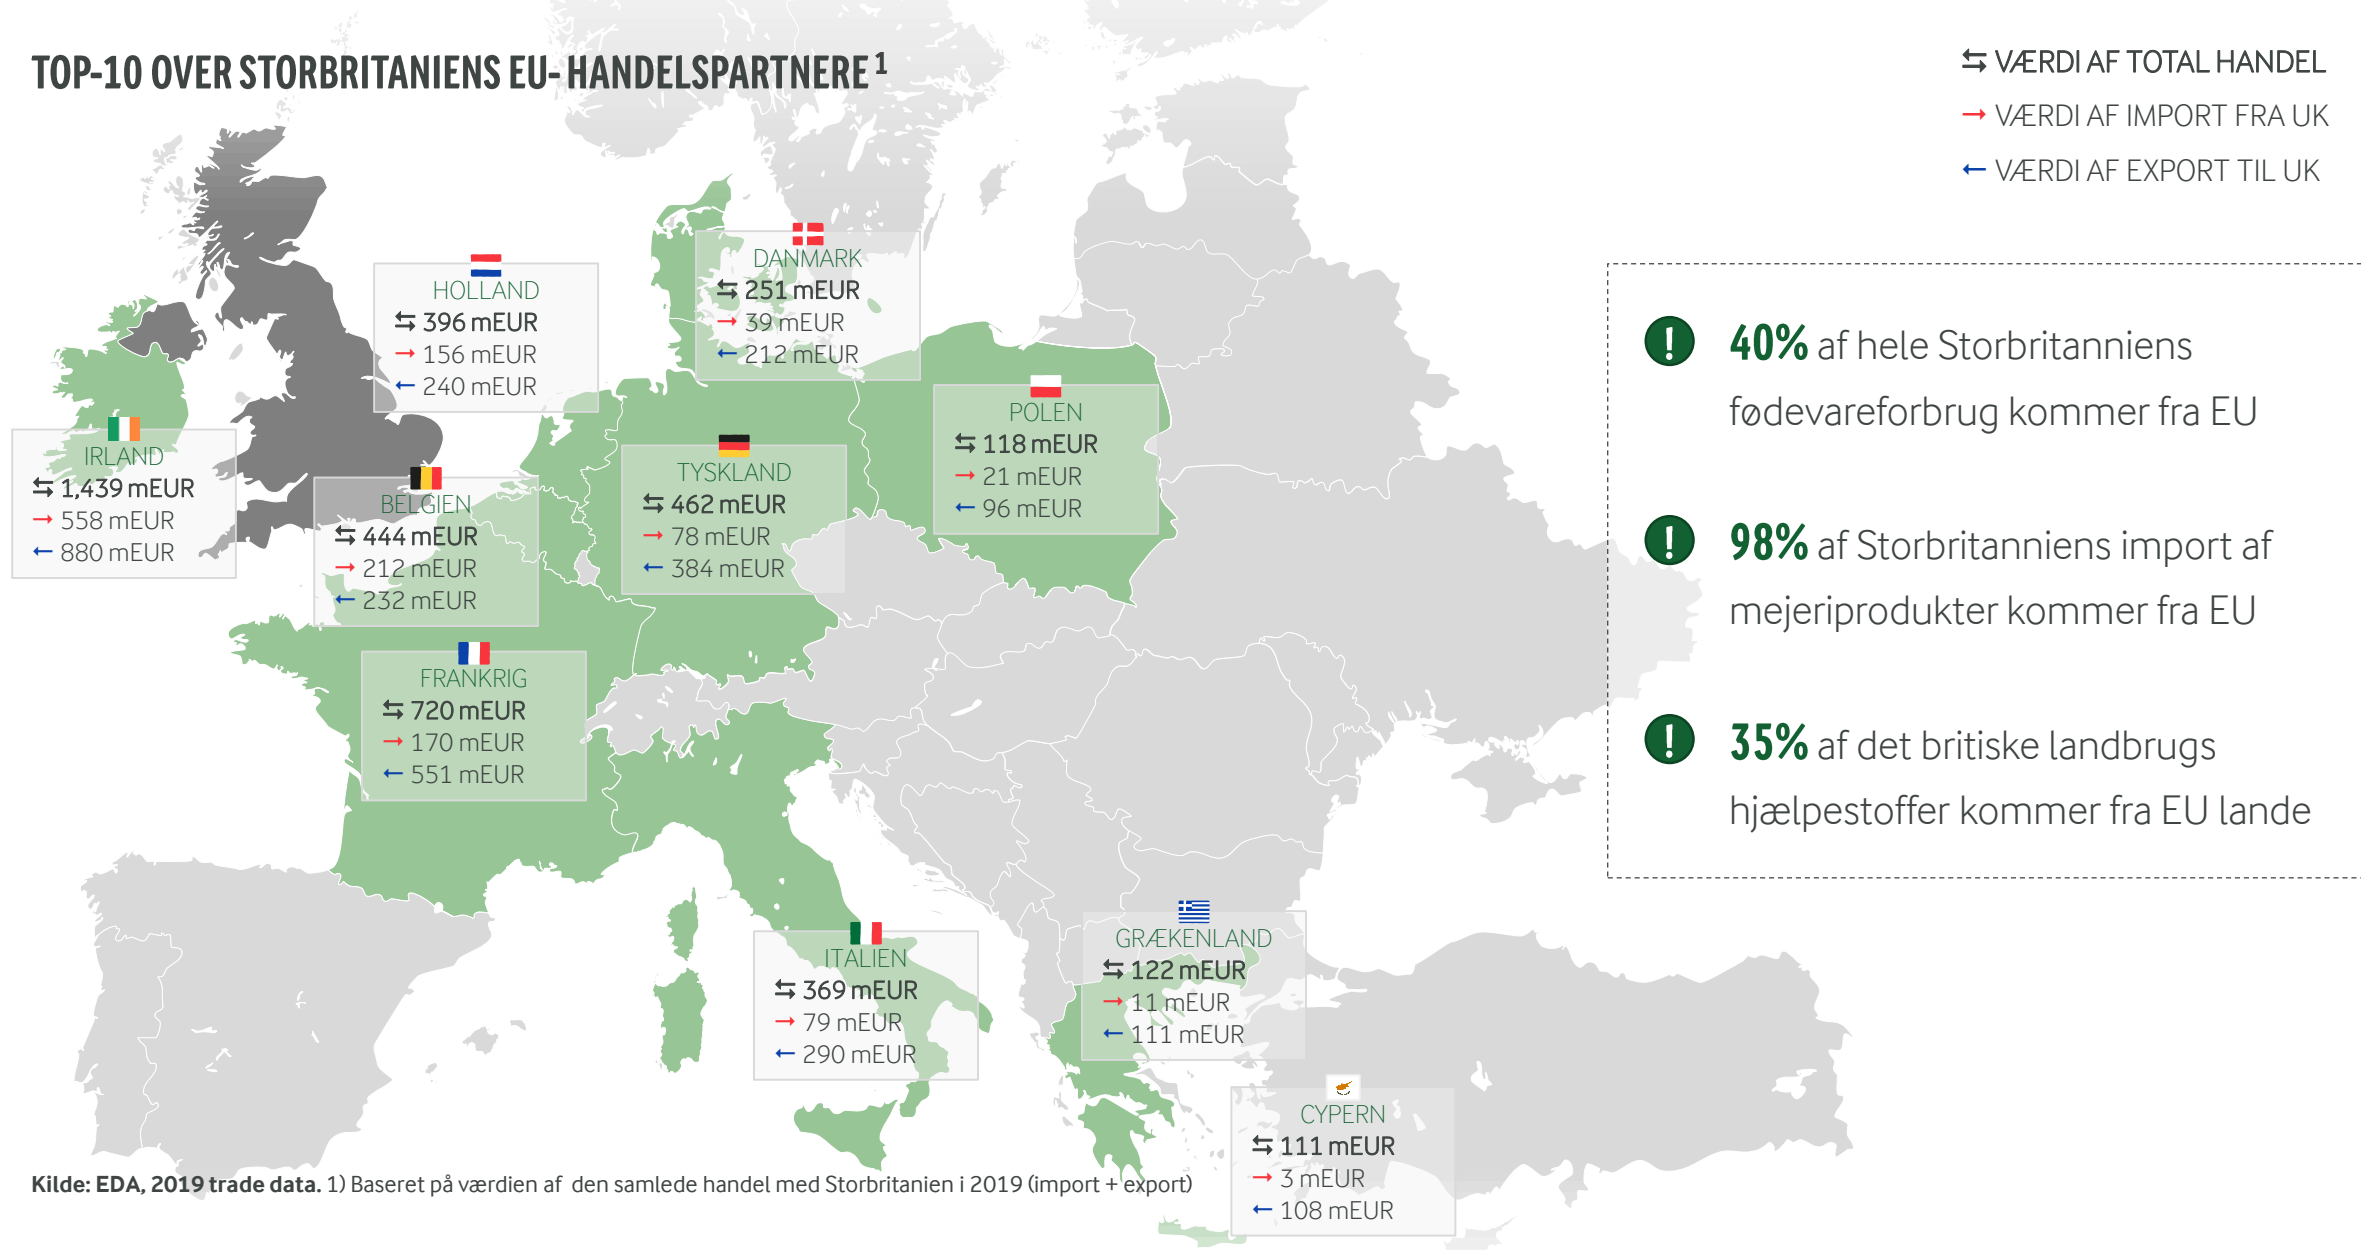 TOP-10 OVER STORBRITANIENS EU- HANDELSPARTNERE¹
⇆ VÆRDI AF TOTAL HANDEL
→ VÆRDI AF IMPORT FRA UK
← VÆRDI AF EXPORT TIL UK
DANMARK
⇆ 251 mEUR
→ 39 mEUR
← 212 mEUR
HOLLAND
⇆ 396 mEUR
→ 156 mEUR
← 240 mEUR
POLEN
⇆ 118 mEUR
→ 21 mEUR
← 96 mEUR
IRLAND
⇆ 1,439 mEUR
→ 558 mEUR
← 880 mEUR
TYSKLAND
⇆ 462 mEUR
→ 78 mEUR
← 384 mEUR
BELGIEN
⇆ 444 mEUR
→ 212 mEUR
← 232 mEUR
FRANKRIG
⇆ 720 mEUR
→ 170 mEUR
← 551 mEUR
ITALIEN
⇆ 369 mEUR
→ 79 mEUR
← 290 mEUR
GRÆKENLAND
⇆ 122 mEUR
→ 11 mEUR
← 111 mEUR
CYPERN
⇆ 111 mEUR
→ 3 mEUR
← 108 mEUR
! 40% af hele Storbritanniens
fødevareforbrug kommer fra EU
! 98% af Storbritanniens import af
mejeriprodukter kommer fra EU
! 35% af det britiske landbrugs
hjælpestoffer kommer fra EU lande
Kilde: EDA, 2019 trade data. 1) Baseret på værdien af den samlede handel med Storbritanien i 2019 (import + export)